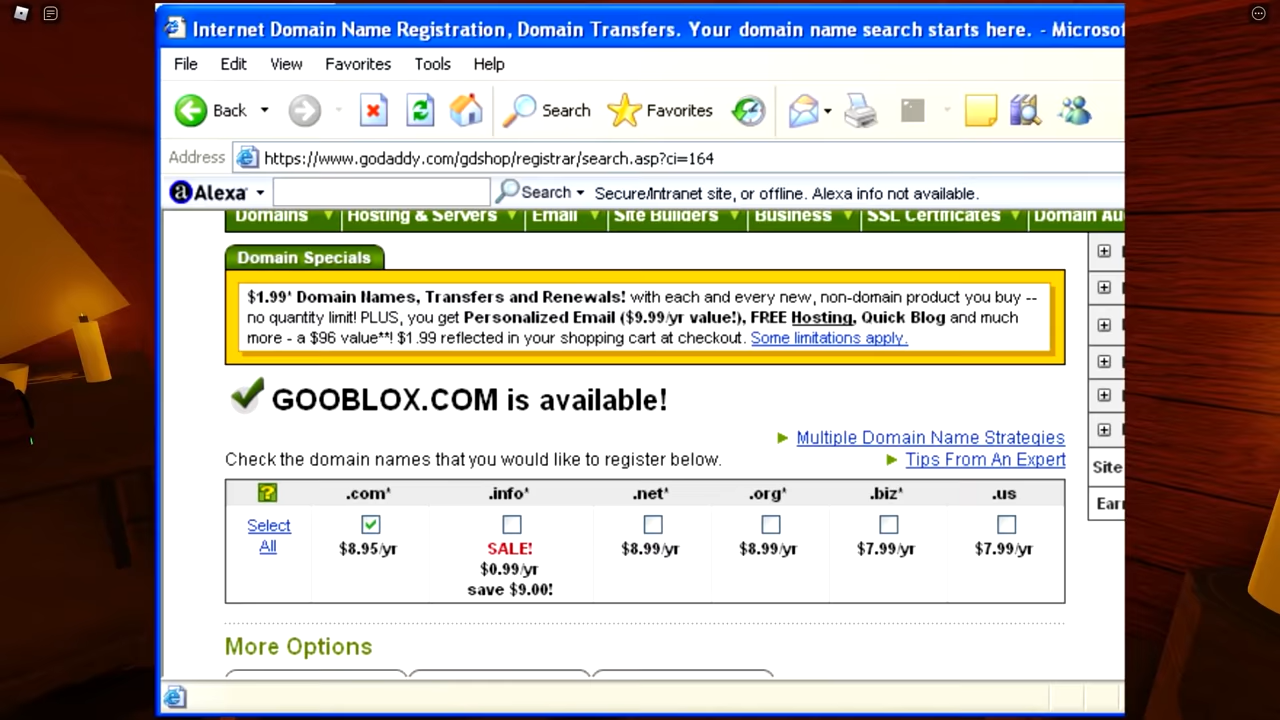 Internet Domain Name Registration, Domain Transfers. Your domain name search starts here. - Microsof
File Edit View Favorites Tools Help
Back Search Favorites
Address https://www.godaddy.com/gdshop/registrar/search.asp?ci=164
Alexa Search Secure/Intranet site, or offline. Alexa info not available.
Domains Hosting & Servers Email Site Builders Business SSL Certificates Domain Au
Domain Specials
$1.99* Domain Names, Transfers and Renewals! with each and every new, non-domain product you buy --
no quantity limit! PLUS, you get Personalized Email ($9.99/yr value!), FREE Hosting, Quick Blog and much
more - a $96 value**! $1.99 reflected in your shopping cart at checkout. Some limitations apply.
GOOBLOX.COM is available!
Multiple Domain Name Strategies
Check the domain names that you would like to register below.
Tips From An Expert
Site
? .com* .info* .net* .org* .biz* .us
Earn
Select All
$8.95/yr SALE! $8.99/yr $8.99/yr $7.99/yr $7.99/yr
$0.99/yr
save $9.00!
More Options